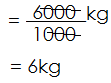 = 6000 kg
1000
= 6kg